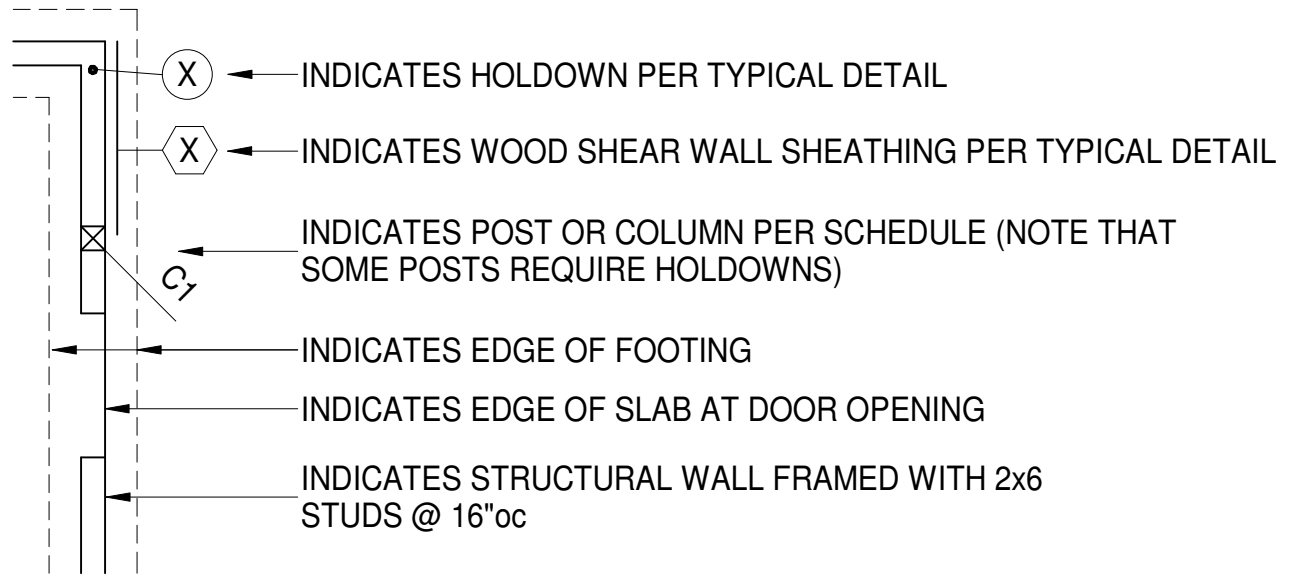 X
INDICATES HOLDOWN PER TYPICAL DETAIL
X
INDICATES WOOD SHEAR WALL SHEATHING PER TYPICAL DETAIL
INDICATES POST OR COLUMN PER SCHEDULE (NOTE THAT
SOME POSTS REQUIRE HOLDOWNS)
C1
INDICATES EDGE OF FOOTING
INDICATES EDGE OF SLAB AT DOOR OPENING
INDICATES STRUCTURAL WALL FRAMED WITH 2x6
STUDS @ 16"oc